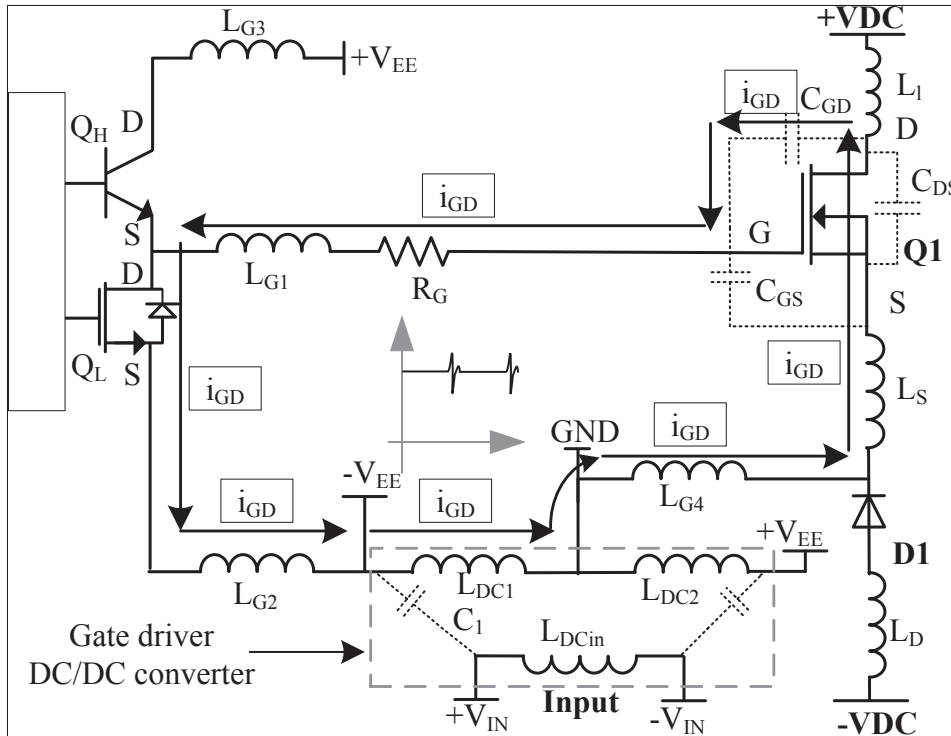 +VDC
L_G3
+V_EE
L_l
i_GD
C_GD
D
D
Q_H
C_DS
i_GD
S
G
Q1
D
L_G1
R_G
C_GS
S
Q_L
S
i_GD
i_GD
L_S
GND
i_GD
-V_EE
L_G4
i_GD
i_GD
+V_EE
D1
L_G2
L_DC1
L_DC2
C_1
Gate driver
DC/DC converter
L_DCin
L_D
+V_IN
Input
-V_IN
-VDC